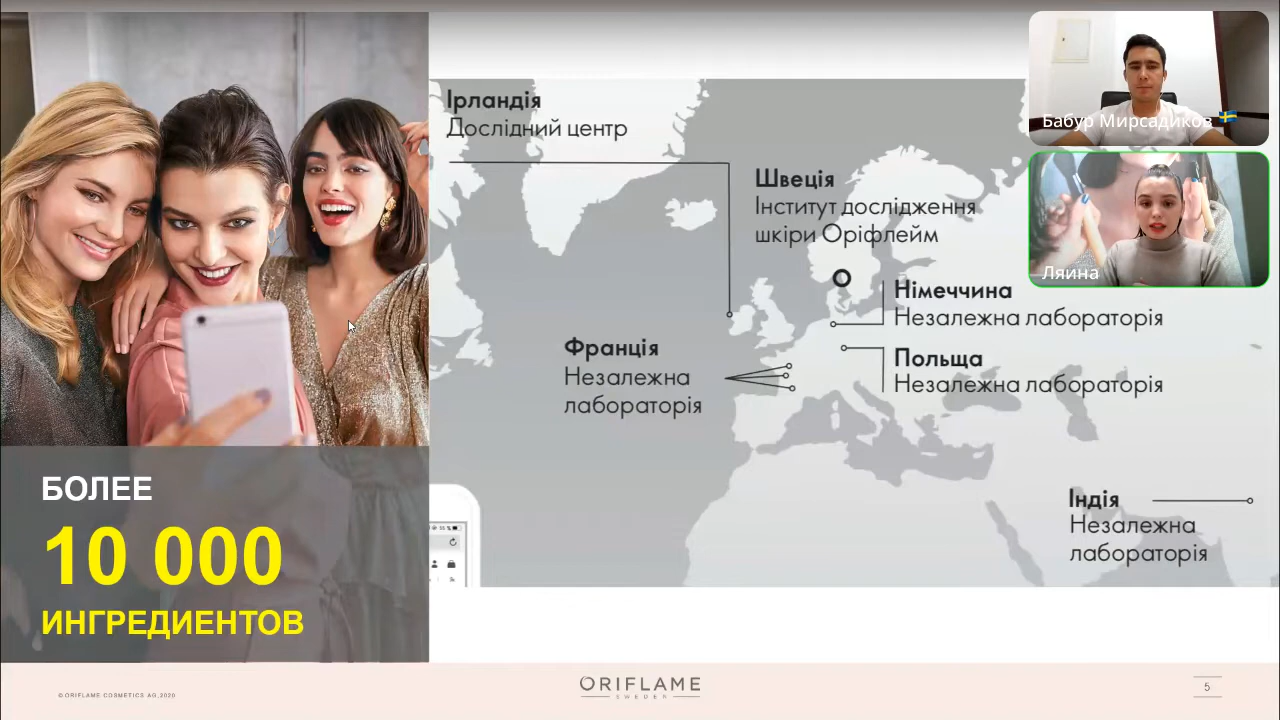 Ірландія
Дослідний центр
Швеція
Інститут дослідження
шкіри Оріфлейм
Німеччина
Незалежна лабораторія
Франція
Незалежна
лабораторія
Польща
Незалежна лабораторія
Індія
Незалежна
лабораторія
Бабур Мирсадиков
Ляина
БОЛЕЕ
10 000
ИНГРЕДИЕНТОВ
© ORIFLAME COSMETICS AG, 2020
ORIFLAME
SWEDEN
5